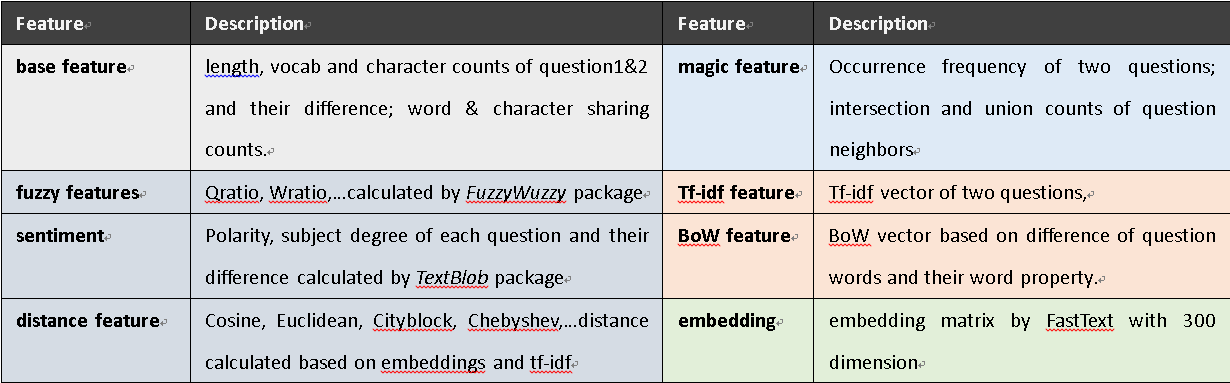 Feature Description Feature Description
base feature length, vocab and character counts of question1&2 and their difference; word & character sharing counts.
magic feature Occurrence frequency of two questions; intersection and union counts of question neighbors
fuzzy features Qratio, Wratio,…calculated by FuzzyWuzzy package
Tf-idf feature Tf-idf vector of two questions,
sentiment Polarity, subject degree of each question and their difference calculated by TextBlob package
BoW feature BoW vector based on difference of question words and their word property.
distance feature Cosine, Euclidean, Cityblock, Chebyshev,…distance calculated based on embeddings and tf-idf
embedding embedding matrix by FastText with 300 dimension